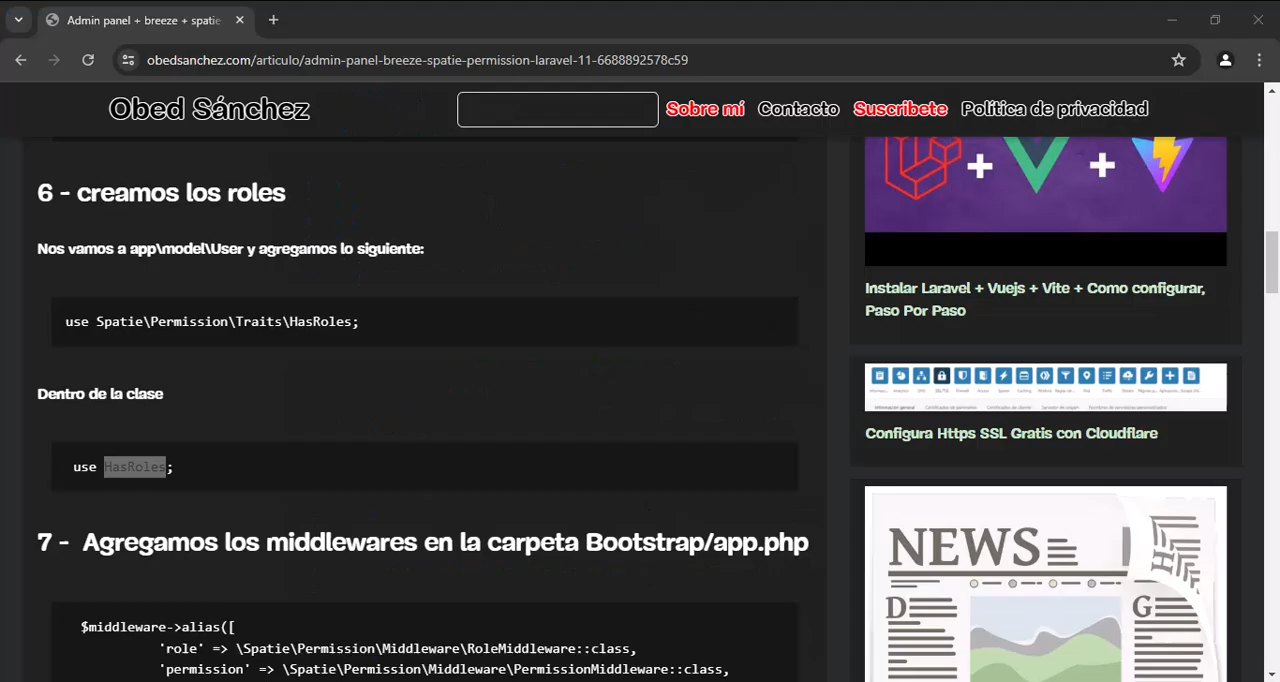 Admin panel + breeze + spatie
obedsanchez.com/articulo/admin-panel-breeze-spatie-permission-laravel-11-6688892578c59
Obed Sánchez
Sobre mí
Contacto
Suscríbete
Política de privacidad
6 - creamos los roles
Nos vamos a app\model\User y agregamos lo siguiente:
use Spatie\Permission\Traits\HasRoles;
Dentro de la clase
use HasRoles;
7 - Agregamos los middlewares en la carpeta Bootstrap/app.php
$middleware->alias([
'role' => \Spatie\Permission\Middleware\RoleMiddleware::class,
'permission' => \Spatie\Permission\Middleware\PermissionMiddleware::class,
Instalar Laravel + Vuejs + Vite + Como configurar,
Paso Por Paso
Configura Https SSL Gratis con Cloudflare
NEWS
D
G